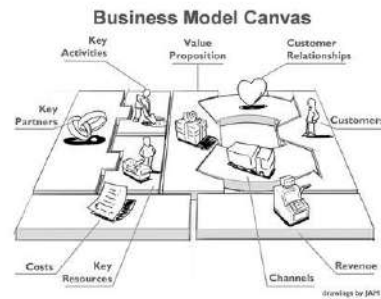 Business Model Canvas
Key
Activities
Value
Proposition
Customer
Relationships
Key
Partners
Customers
Costs
Key
Resources
Channels
Revenue
drawings by JAM